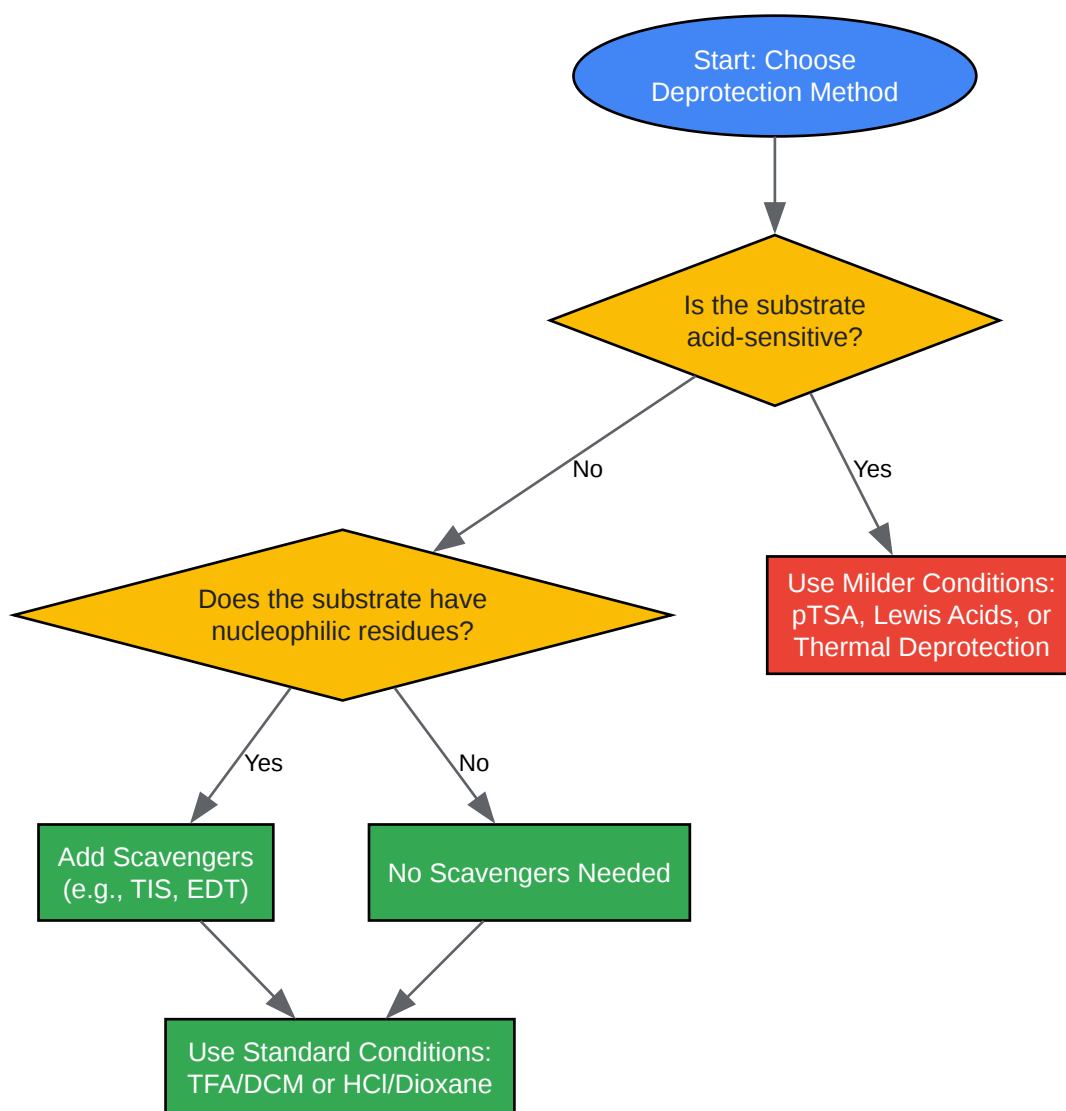 Start: Choose
Deprotection Method
Is the substrate
acid-sensitive?
No
Yes
Does the substrate have
nucleophilic residues?
Use Milder Conditions:
pTSA, Lewis Acids, or
Thermal Deprotection
Yes
No
Add Scavengers
(e.g., TIS, EDT)
No Scavengers Needed
Use Standard Conditions:
TFA/DCM or HCl/Dioxane